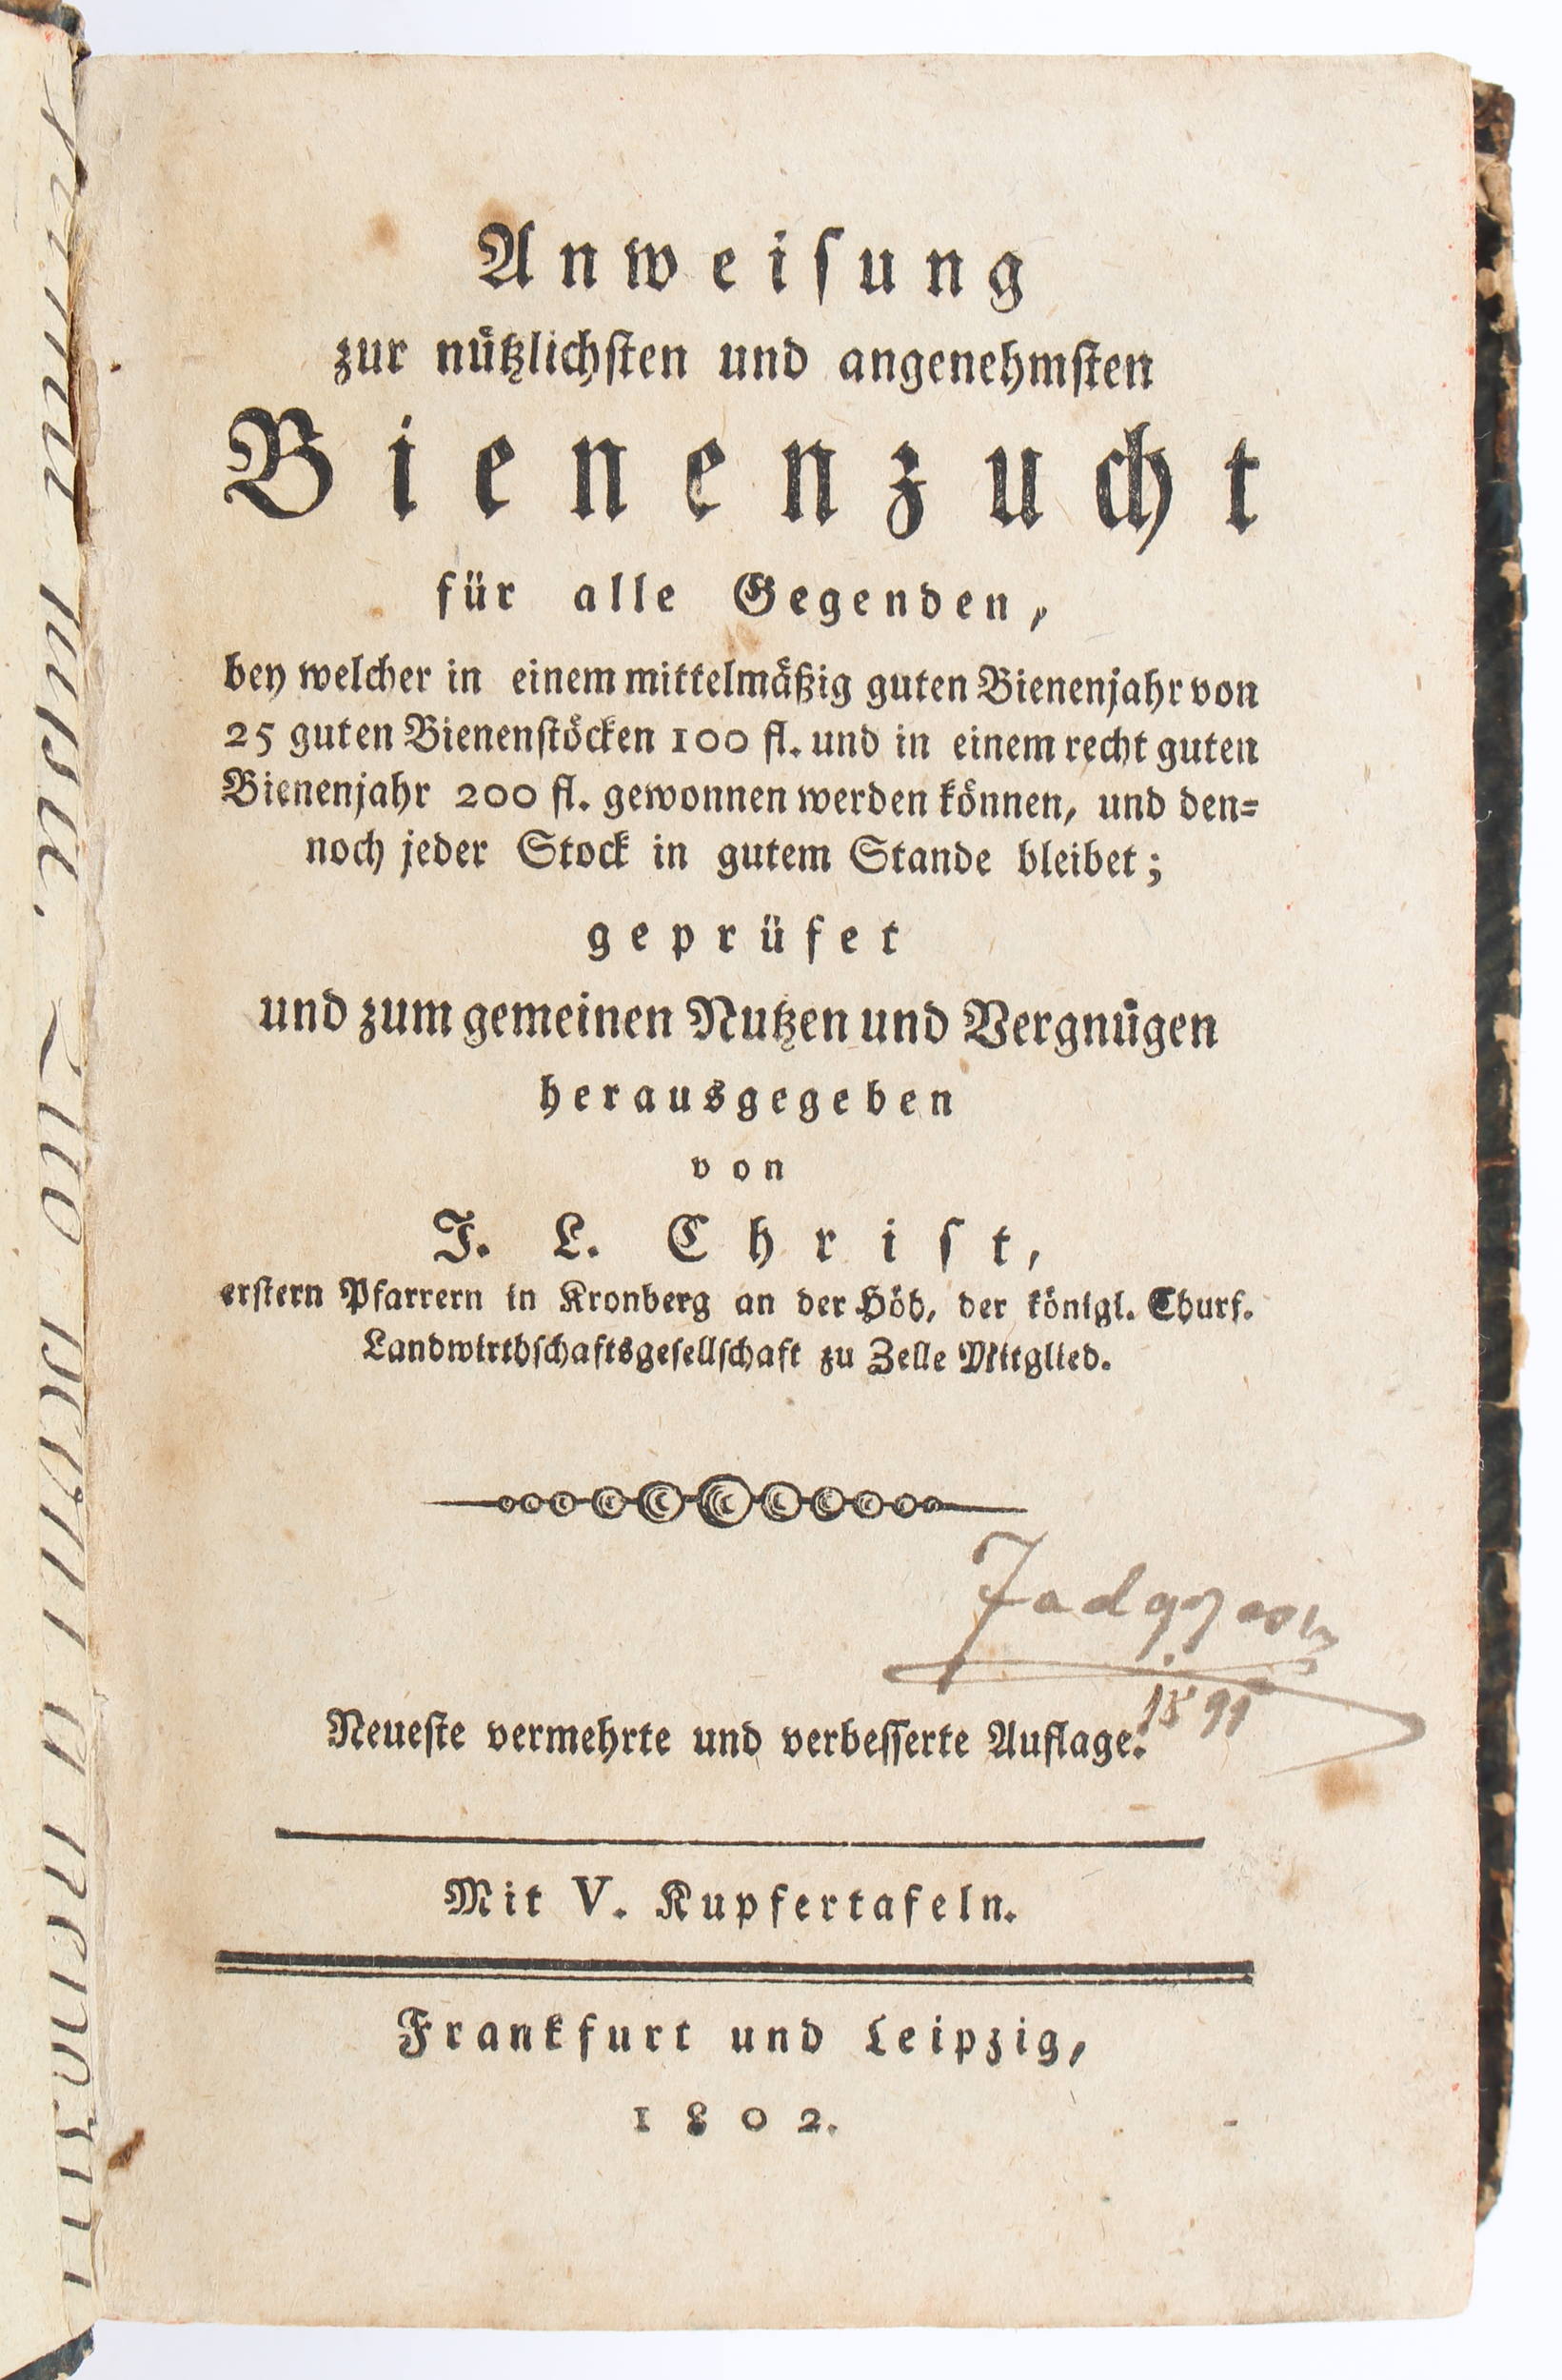 Anweisung
zur nützlichsten und angenehmsten
Bienenzucht
für alle Gegenden,
bey welcher in einem mittelmäßig guten Bienenjahr von
25 guten Bienenstöcken 100 fl. und in einem recht guten
Bienenjahr 200 fl. gewonnen werden können, und den-
noch jeder Stock in gutem Stande bleibet;
geprüfet
und zum gemeinen Nutzen und Vergnügen
herausgegeben
von
J. L. Christ,
erstern Pfarrern in Kronberg an der Höh, der königl. Churf.
Landwirthschaftsgesellschaft zu Zelle Mitglied.
1891
Neueste vermehrte und verbesserte Auflage.
Mit V. Kupfertafeln.
Frankfurt und Leipzig,
1802.